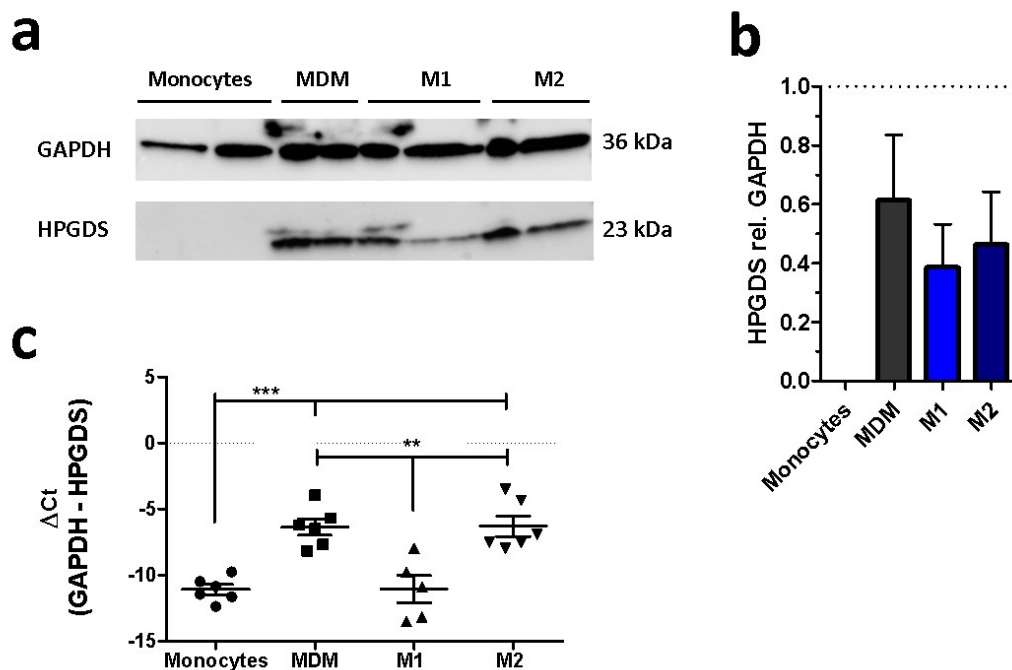 a
Monocytes MDM M1 M2
GAPDH 36 kDa
HPGDS 23 kDa
b
HPGDS rel. GAPDH
1.0
0.8
0.6
0.4
0.2
0.0
Monocytes MDM M1 M2
c
ΔCt
(GAPDH - HPGDS)
5
0
-5
-10
-15
***
**
Monocytes MDM M1 M2